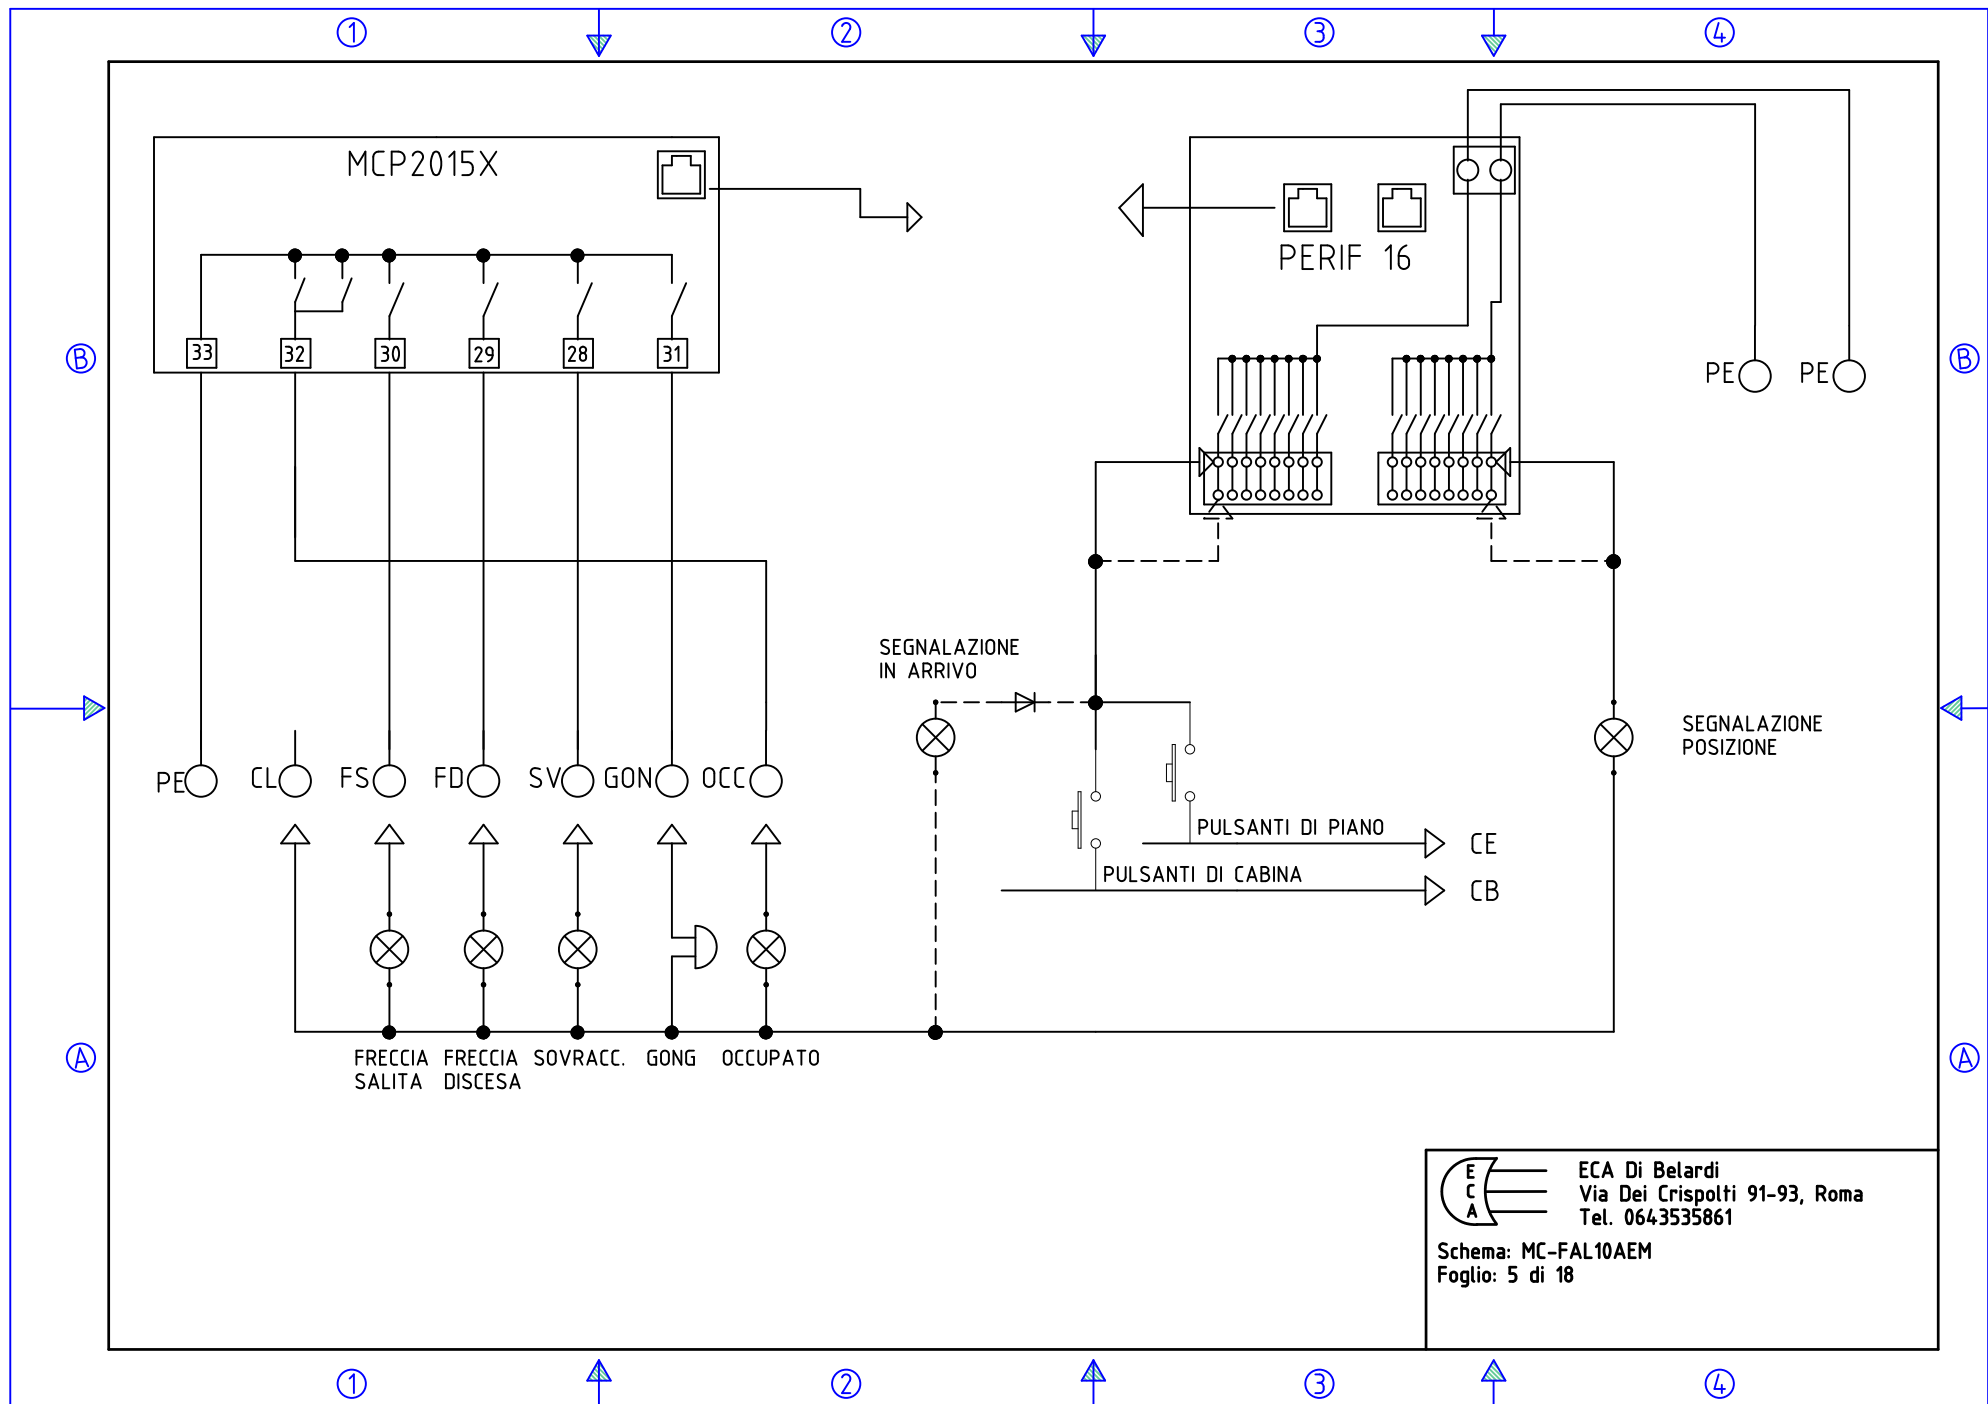 1
2
3
4
MCP2015X
PERIF 16
33
32
30
29
28
31
B
B
PE
PE
SEGNALAZIONE
IN ARRIVO
SEGNALAZIONE
POSIZIONE
PE
CL
FS
FD
SV
GON
OCC
PULSANTI DI PIANO
CE
PULSANTI DI CABINA
CB
A
A
FRECCIA
SALITA
FRECCIA
DISCESA
SOVRACC.
GONG
OCCUPATO
E
C
A
ECA Di Belardi
Via Dei Crispolti 91-93, Roma
Tel. 0643535861
Schema: MC-FAL10AEM
Foglio: 5 di 18
1
2
3
4